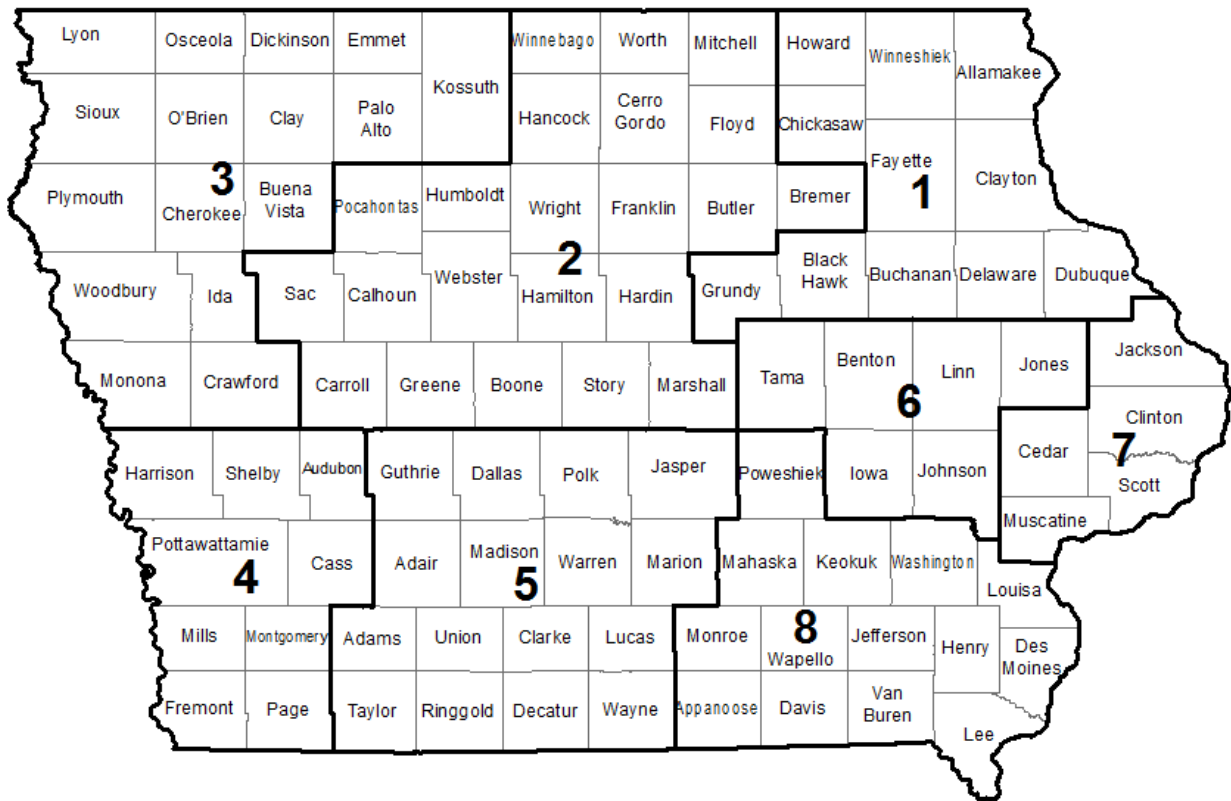 Lyon
Osceola
Dickinson
Emmet
Kossuth
Winnebago
Worth
Mitchell
Howard
Winneshiek
Allamakee
Sioux
O'Brien
Clay
Palo
Alto
Hancock
Cerro
Gordo
Floyd
Chickasaw
Fayette
Clayton
1
Plymouth
3
Cherokee
Buena
Vista
Pocahontas
Humboldt
Wright
Franklin
Butler
Bremer
2
Woodbury
Ida
Sac
Calhoun
Webster
Hamilton
Hardin
Grundy
Black
Hawk
Buchanan
Delaware
Dubuque
Monona
Crawford
Carroll
Greene
Boone
Story
Marshall
Tama
Benton
Linn
Jones
Jackson
6
Clinton
Harrison
Shelby
Audubon
Guthrie
Dallas
Polk
Jasper
Poweshiek
Iowa
Johnson
Cedar
7
Scott
Muscatine
Pottawattamie
4
Cass
Adair
Madison
5
Warren
Marion
Mahaska
Keokuk
Washington
Louisa
Mills
Montgomery
Adams
Union
Clarke
Lucas
Monroe
8
Wapello
Jefferson
Henry
Des
Moines
Fremont
Page
Taylor
Ringgold
Decatur
Wayne
Appanoose
Davis
Van
Buren
Lee